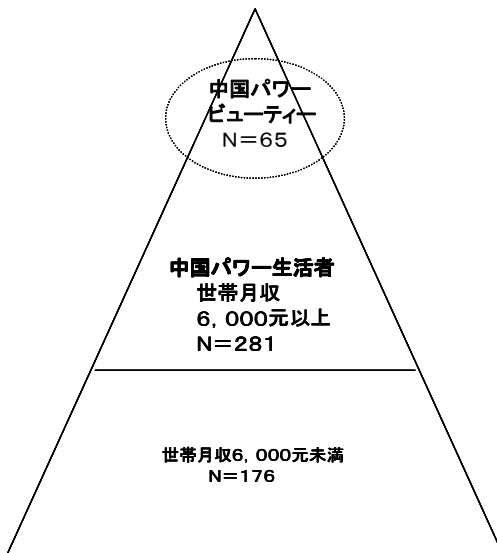 中国パワー
ビューティー
N＝65
中国パワー生活者
世帯月収
6，000元以上
N＝281
世帯月収6，000元未満
N＝176